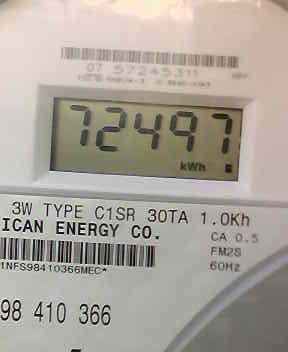 07 57245311
72497
kWh
3W TYPE C1SR 30TA 1.0Kh
ICAN ENERGY CO.
CA 0.5
FM2S
60Hz
1NFS98410366MEC*
98 410 366